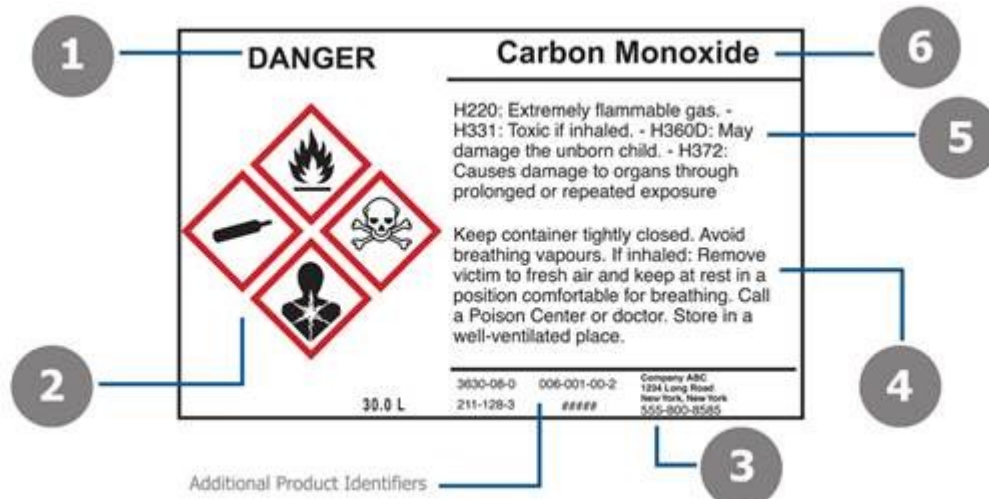 1
DANGER
Carbon Monoxide
6
H220: Extremely flammable gas. -
H331: Toxic if inhaled. - H360D: May
damage the unborn child. - H372:
Causes damage to organs through
prolonged or repeated exposure
5
Keep container tightly closed. Avoid
breathing vapours. If inhaled: Remove
victim to fresh air and keep at rest in a
position comfortable for breathing. Call
a Poison Center or doctor. Store in a
well-ventilated place.
4
2
30.0 L
3630-08-0 006-001-00-2
211-128-3 #####
Company ABC
1234 Long Road
New York, New York
555-800-8585
3
Additional Product Identifiers